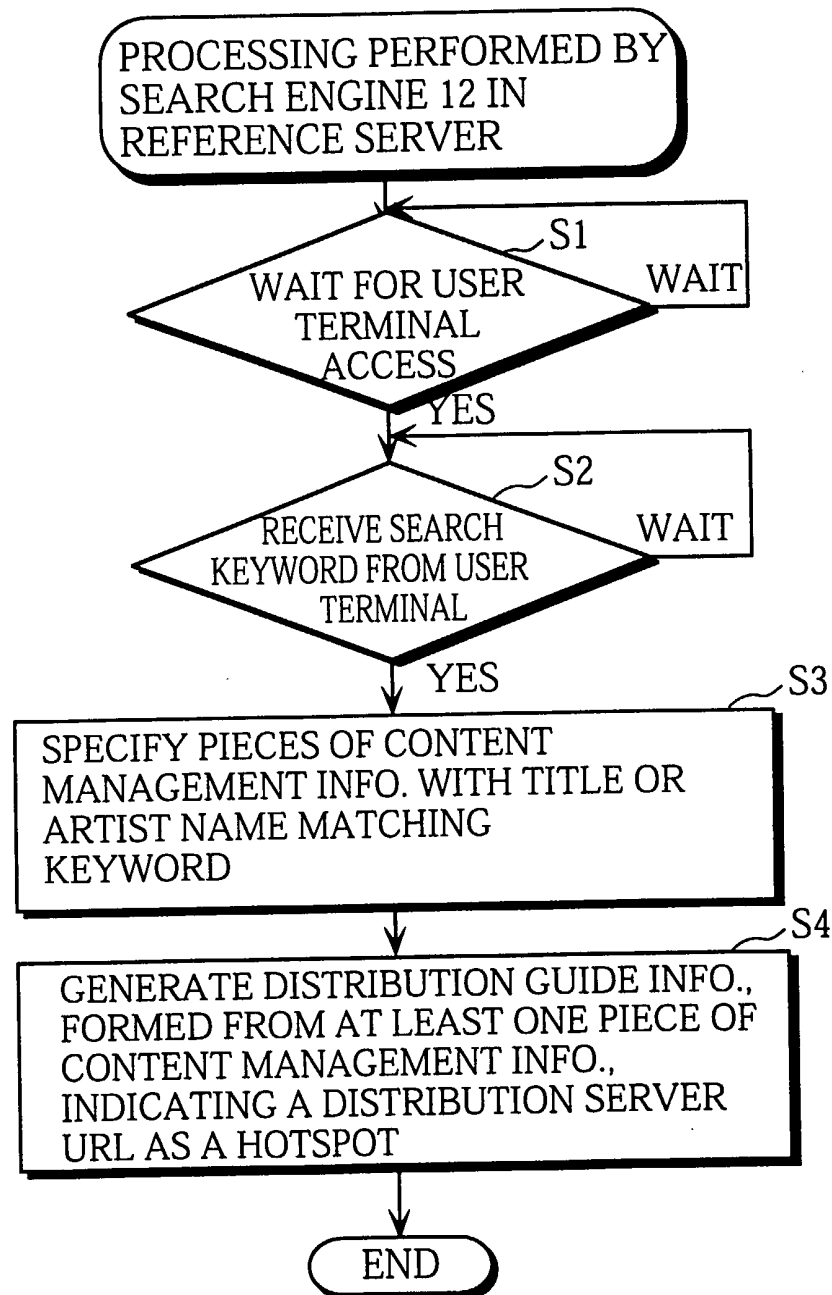 PROCESSING PERFORMED BY
SEARCH ENGINE 12 IN
REFERENCE SERVER
S1
WAIT FOR USER
TERMINAL
ACCESS
WAIT
YES
S2
RECEIVE SEARCH
KEYWORD FROM USER
TERMINAL
WAIT
YES
S3
SPECIFY PIECES OF CONTENT
MANAGEMENT INFO. WITH TITLE OR
ARTIST NAME MATCHING
KEYWORD
S4
GENERATE DISTRIBUTION GUIDE INFO.,
FORMED FROM AT LEAST ONE PIECE OF
CONTENT MANAGEMENT INFO.,
INDICATING A DISTRIBUTION SERVER
URL AS A HOTSPOT
END